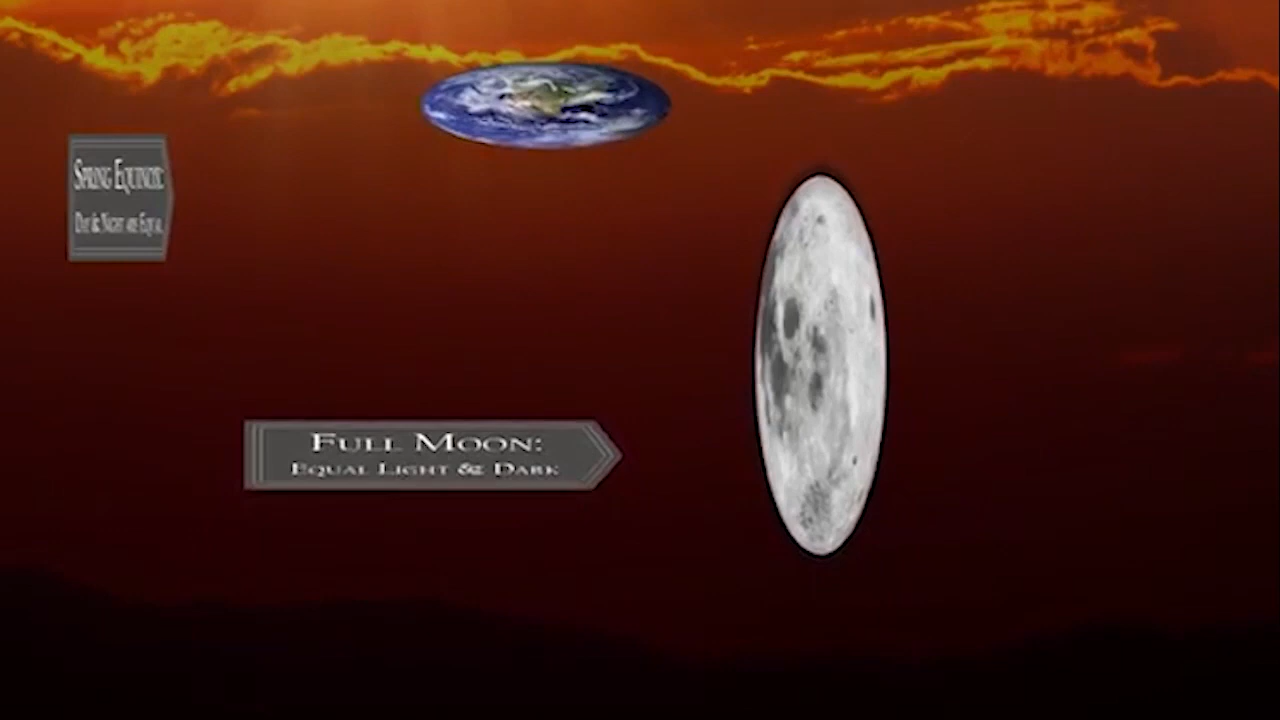 Spring Equinox:
Day & Night are Equal
Full Moon:
Equal Light & Dark